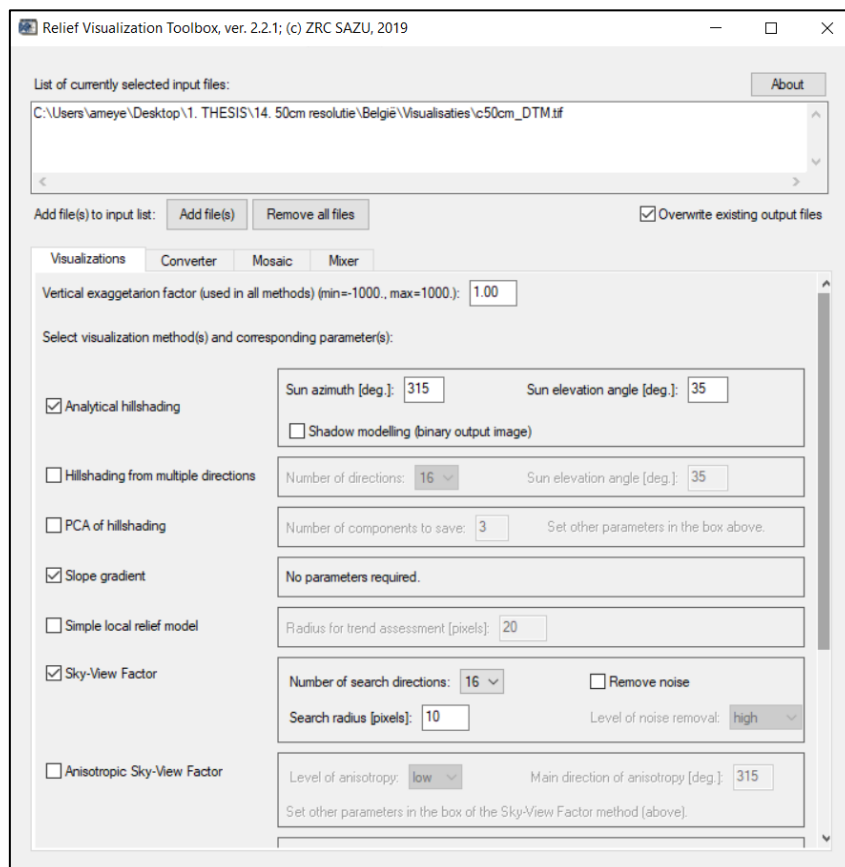 Relief Visualization Toolbox, ver. 2.2.1; (c) ZRC SAZU, 2019
List of currently selected input files:
About
C:\Users\ameye\Desktop\1. THESIS\14. 50cm resolutie\België\Visualisaties\c50cm_DTM.tif
Add file(s) to input list: Add file(s) Remove all files Overwrite existing output files
Visualizations Converter Mosaic Mixer
Vertical exaggetarion factor (used in all methods) (min=-1000., max=1000.): 1.00
Select visualization method(s) and corresponding parameter(s):
Analytical hillshading
Sun azimuth [deg.]: 315 Sun elevation angle [deg.]: 35
Shadow modelling (binary output image)
Hillshading from multiple directions Number of directions: 16 Sun elevation angle [deg.]: 35
PCA of hillshading Number of components to save: 3 Set other parameters in the box above.
Slope gradient No parameters required.
Simple local relief model Radius for trend assessment [pixels]: 20
Sky-View Factor
Number of search directions: 16 Remove noise
Search radius [pixels]: 10 Level of noise removal: high
Anisotropic Sky-View Factor
Level of anisotropy: low Main direction of anisotropy [deg.]: 315
Set other parameters in the box of the Sky-View Factor method (above).